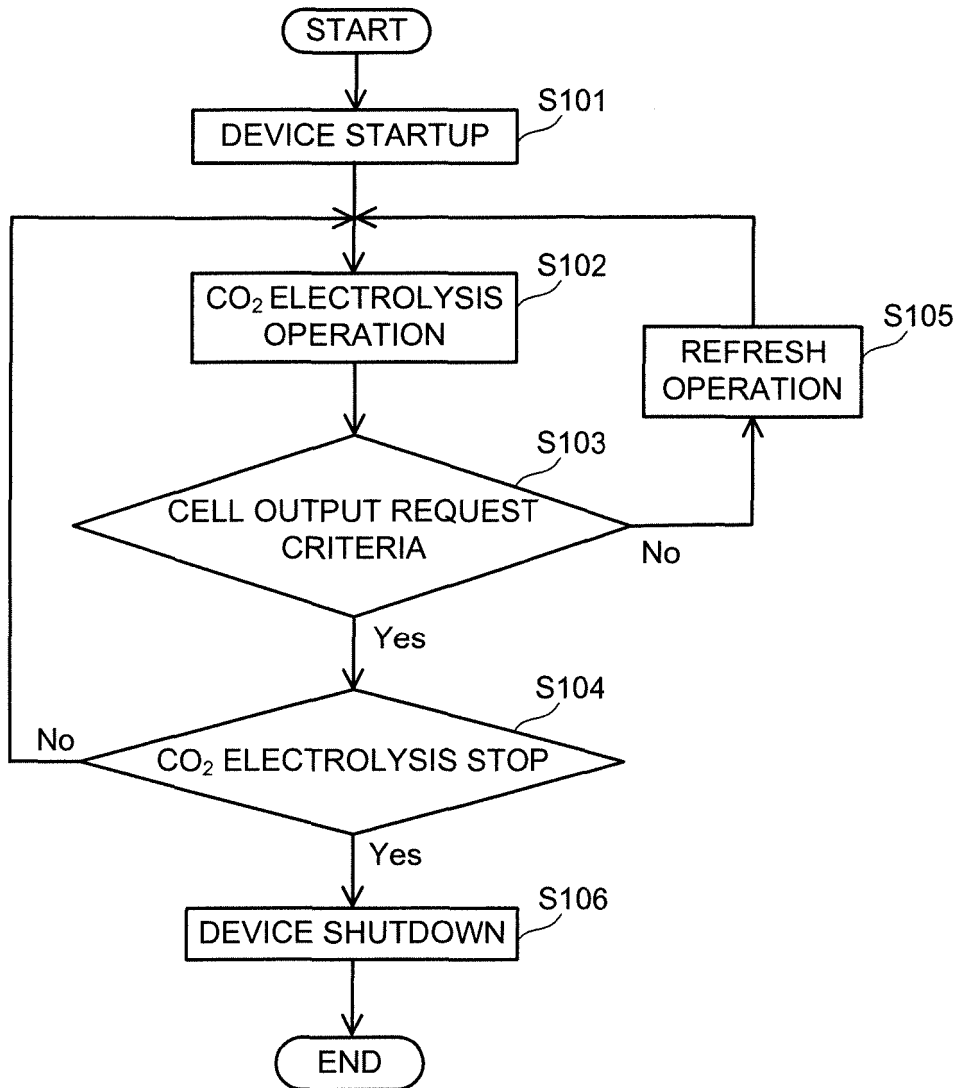 START
S101
DEVICE STARTUP
S102
CO₂ ELECTROLYSIS
OPERATION
S105
REFRESH
OPERATION
S103
CELL OUTPUT REQUEST
CRITERIA
No
Yes
S104
No
CO₂ ELECTROLYSIS STOP
Yes
S106
DEVICE SHUTDOWN
END